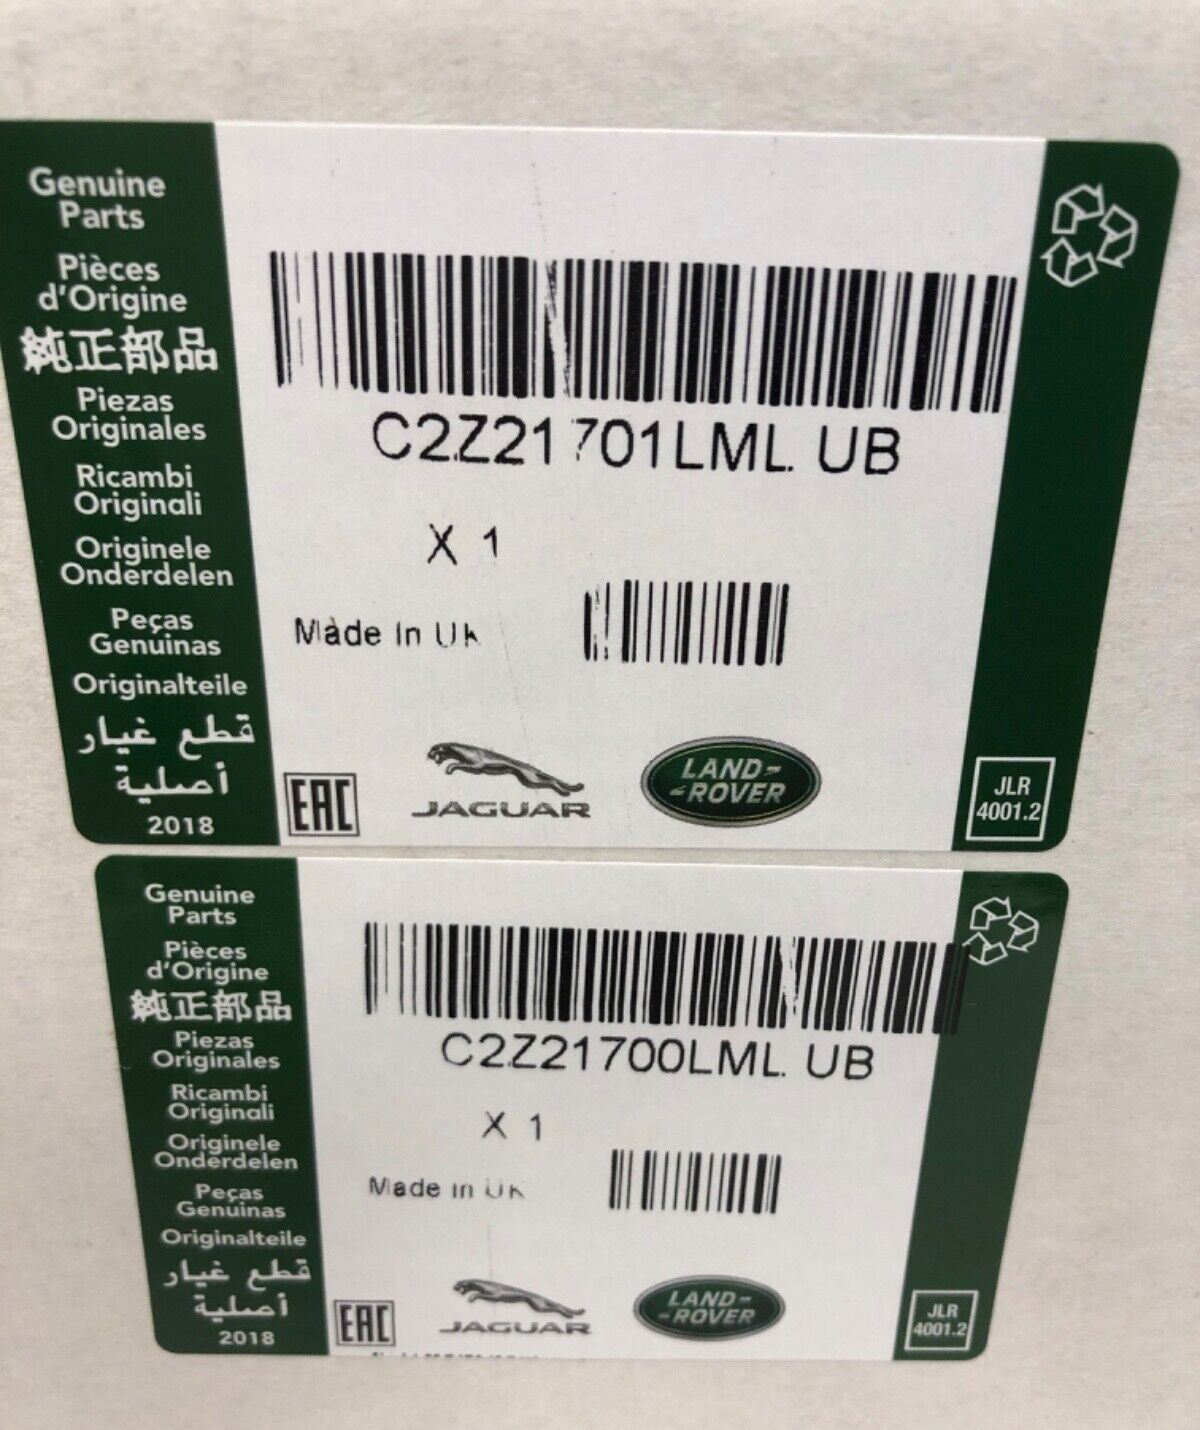 Genuine
Parts
Pièces
d'Origine
純正部品
Piezas
Originales
Ricambi
Originali
Originele
Onderdelen
Peças
Genuinas
Originalteile
قطع غيار
أصلية
2018
C2Z21701LML UB
X 1
Made In UK
EAC
JAGUAR
LAND-
-ROVER
JLR
4001.2
Genuine
Parts
Pièces
d'Origine
純正部品
Piezas
Originales
Ricambi
Originali
Originele
Onderdelen
Peças
Genuinas
Originalteile
قطع غيار
أصلية
2018
C2Z21700LML UB
X 1
Made In UK
EAC
JAGUAR
LAND-
-ROVER
JLR
4001.2